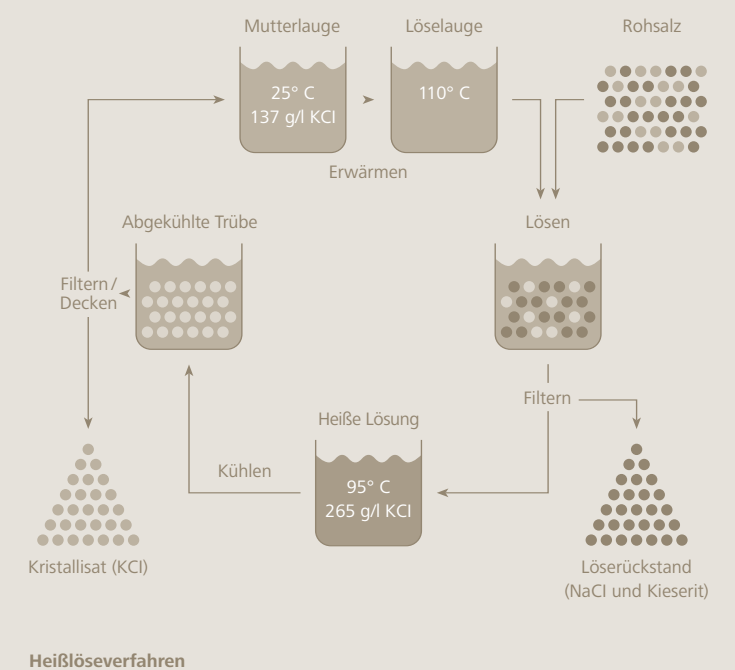 Mutterlauge
Löselauge
Rohsalz
25° C
137 g/l KCl
110° C
Erwärmen
Abgekühlte Trübe
Lösen
Filtern /
Decken
Filtern
Heiße Lösung
Kühlen
95° C
265 g/l KCl
Kristallisat (KCl)
Löserückstand
(NaCl und Kieserit)
Heißlöseverfahren